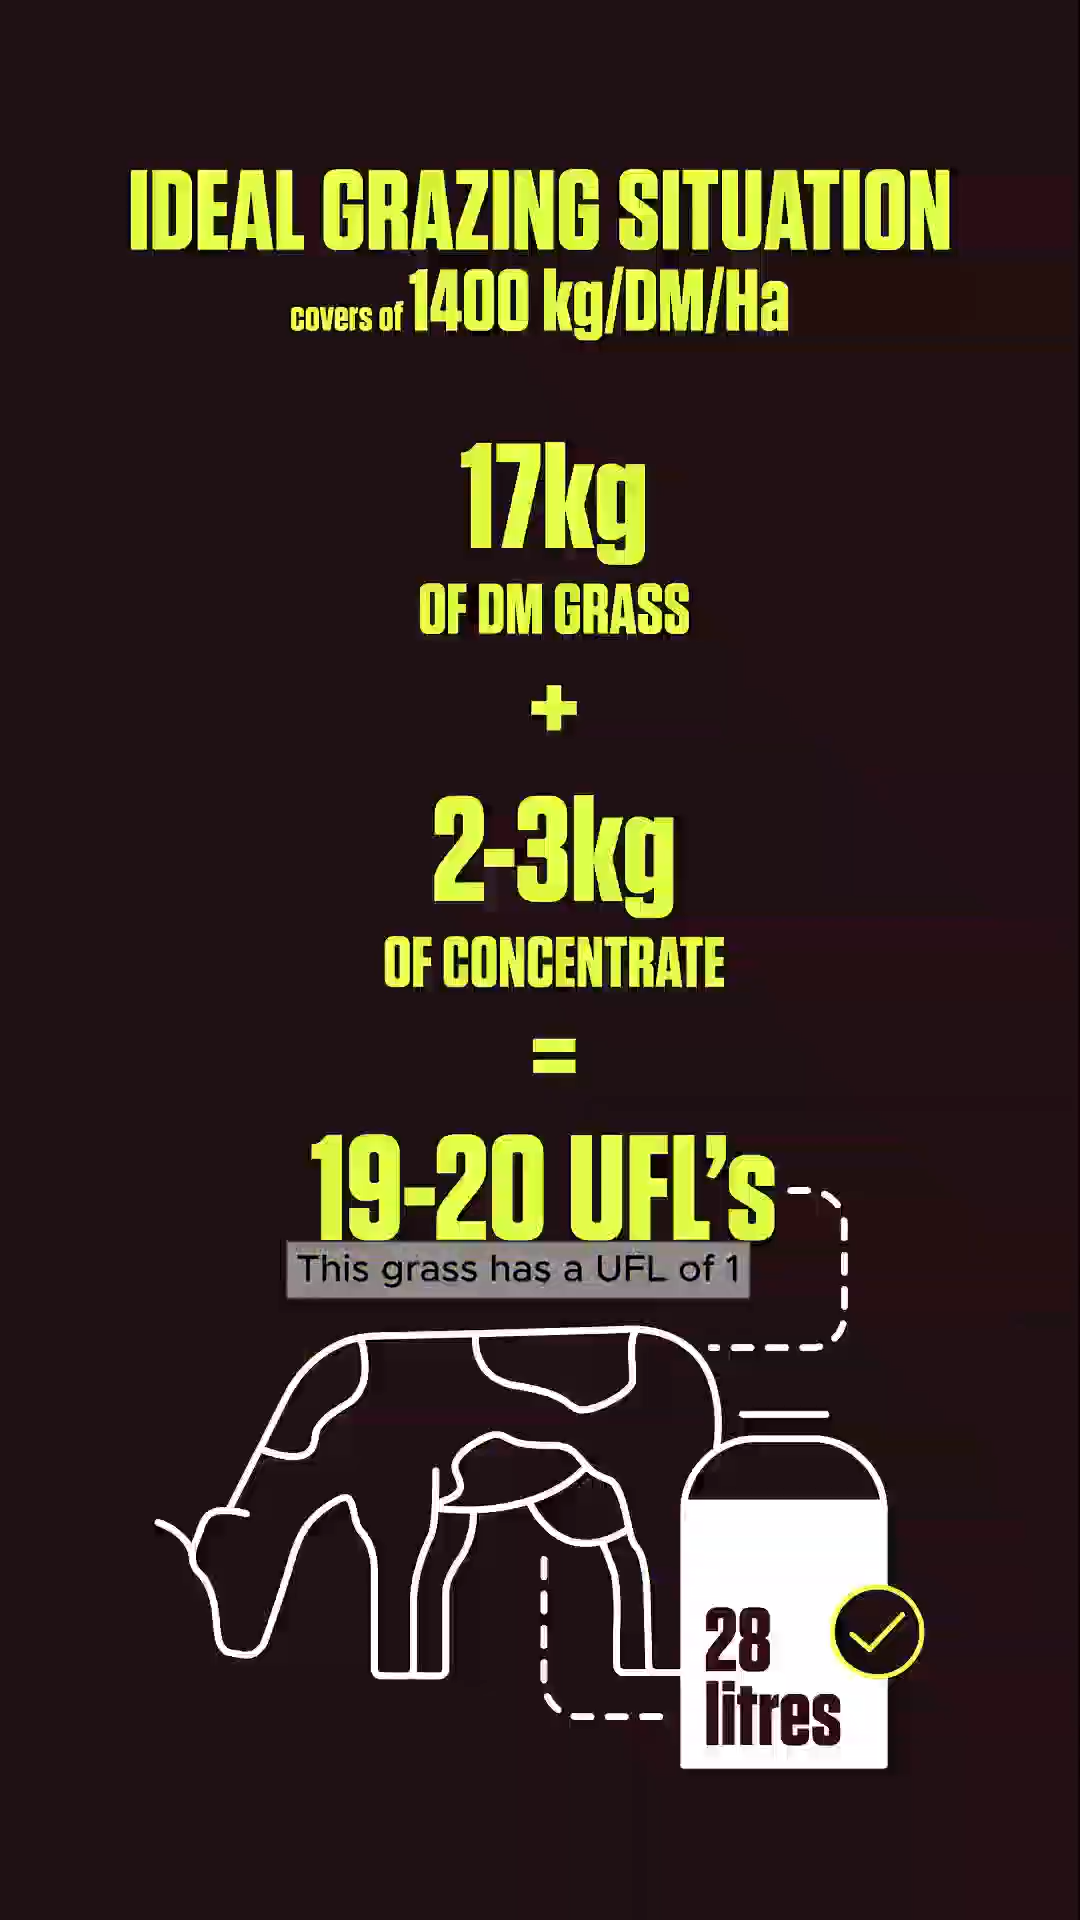 IDEAL GRAZING SITUATION
covers of 1400 kg/DM/Ha
17kg
OF DM GRASS
+
2-3kg
OF CONCENTRATE
=
19-20 UFL's
This grass has a UFL of 1
28
litres